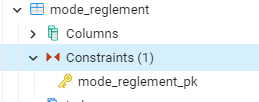 mode_reglement
Columns
Constraints (1)
mode_reglement_pk